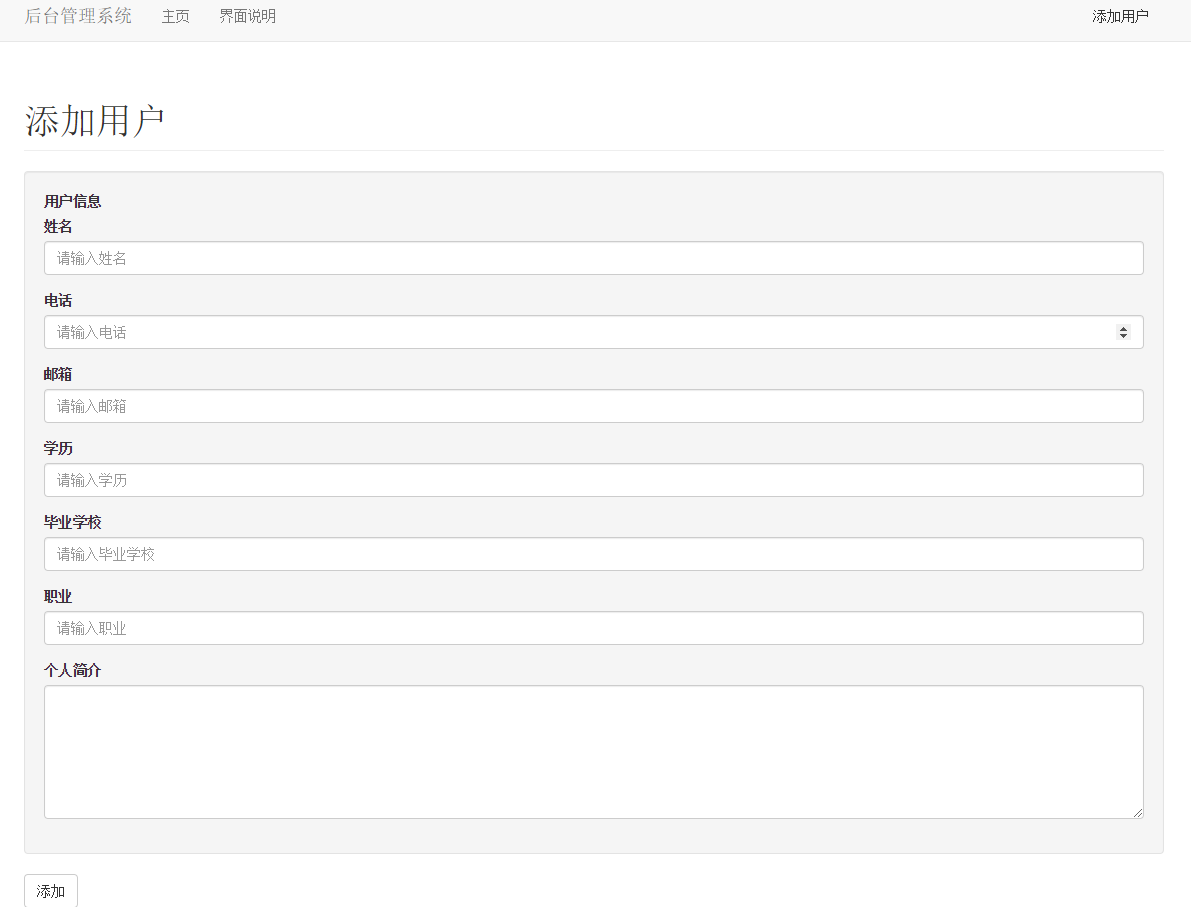 后台管理系统 主页 界面说明 添加用户
添加用户
用户信息
姓名
请输入姓名
电话
请输入电话
邮箱
请输入邮箱
学历
请输入学历
毕业学校
请输入毕业学校
职业
请输入职业
个人简介
添加